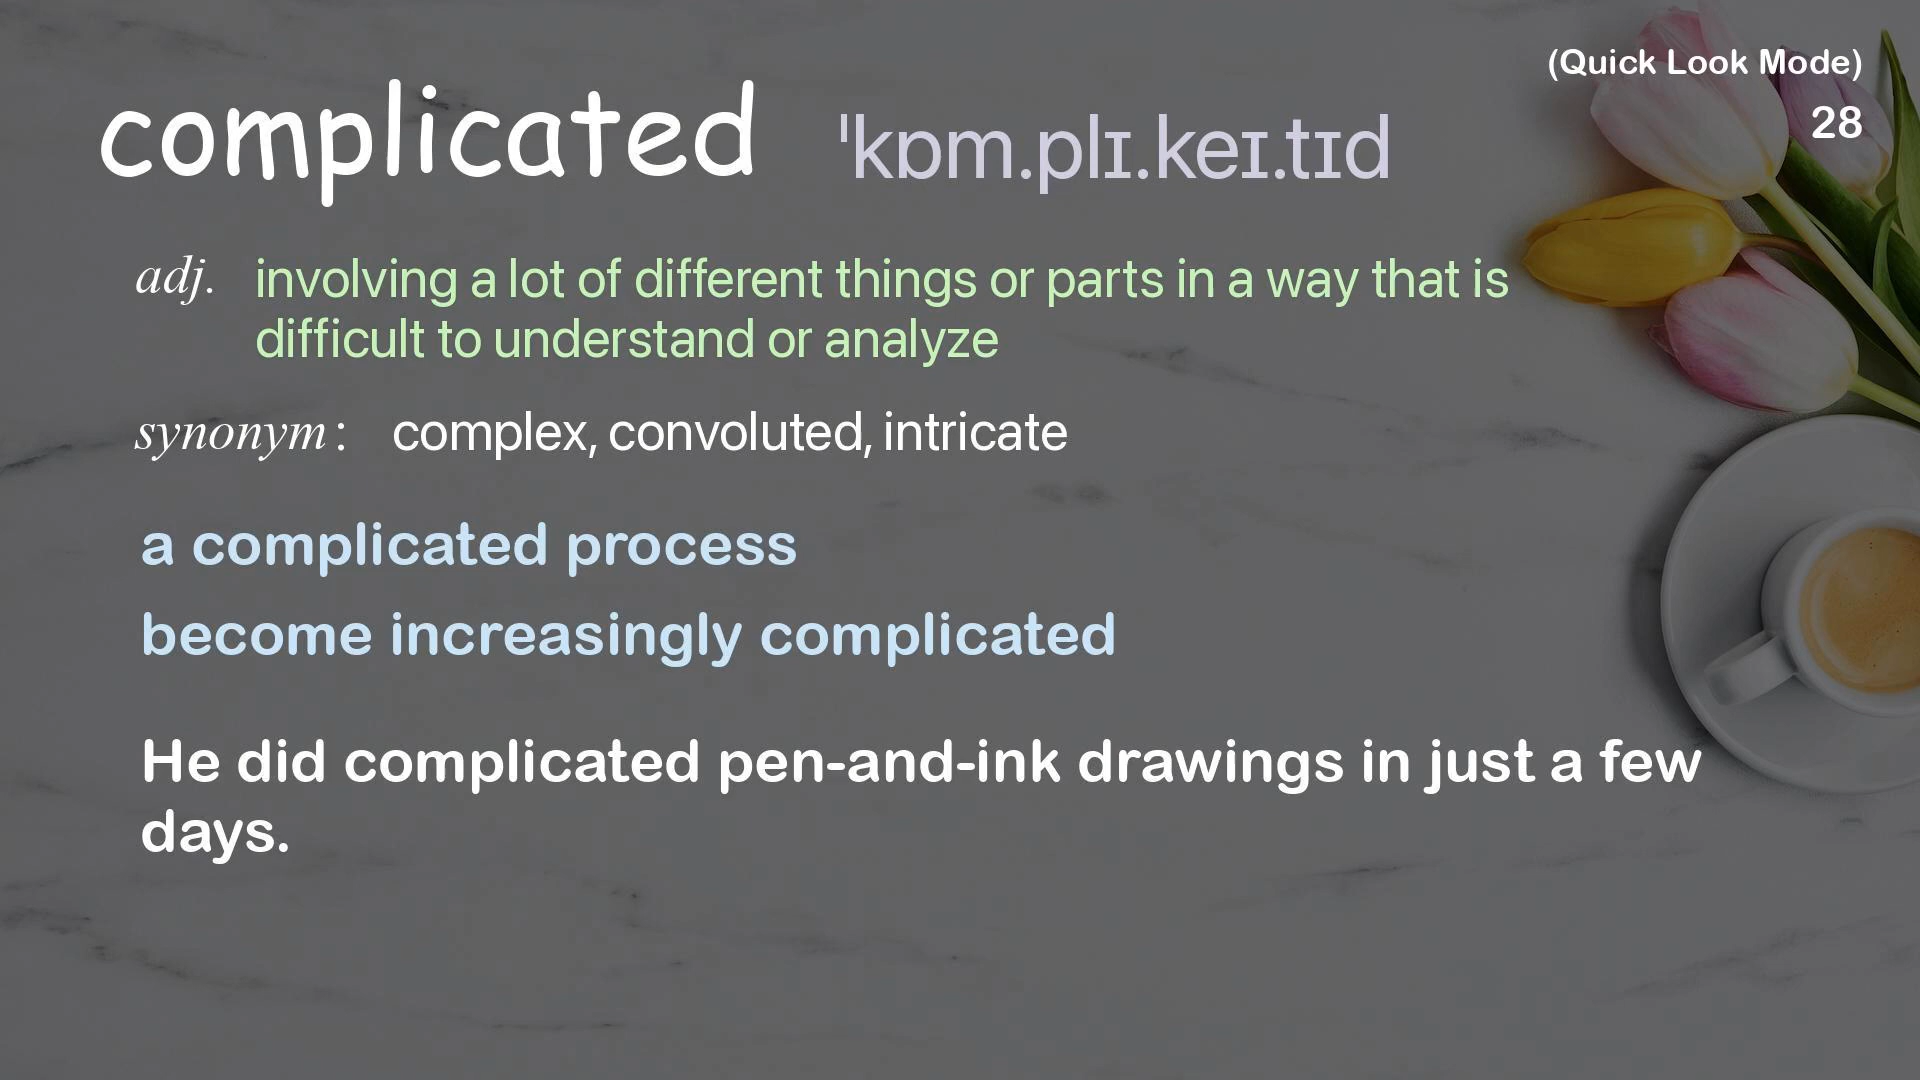 (Quick Look Mode)
28
complicated ˈkɒm.plɪ.keɪ.tɪd
adj. involving a lot of different things or parts in a way that is
difficult to understand or analyze
synonym: complex, convoluted, intricate
a complicated process
become increasingly complicated
He did complicated pen-and-ink drawings in just a few
days.